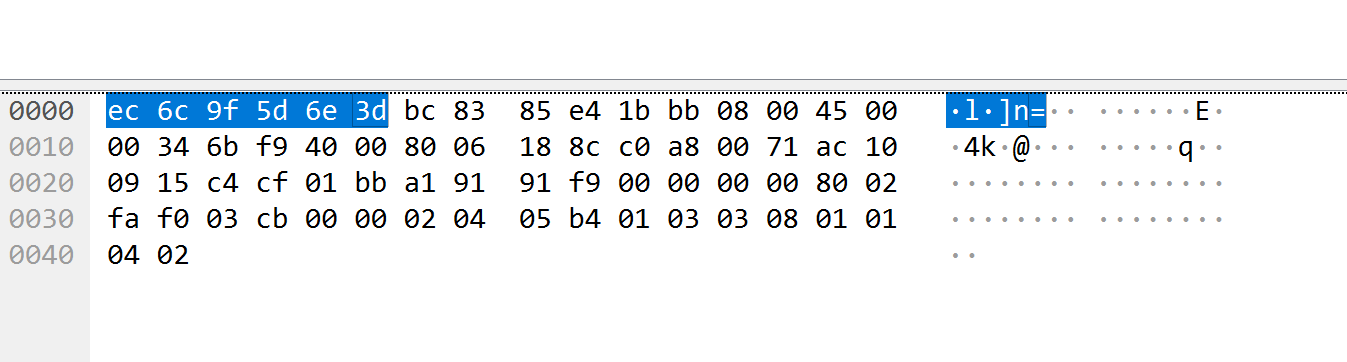 0000 ec 6c 9f 5d 6e 3d bc 83 85 e4 1b bb 08 00 45 00 ·l·]n=·· ······E·
0010 00 34 6b f9 40 00 80 06 18 8c c0 a8 00 71 ac 10 ·4k·@··· ·····q··
0020 09 15 c4 cf 01 bb a1 91 91 f9 00 00 00 00 80 02 ········ ········
0030 fa f0 03 cb 00 00 02 04 05 b4 01 03 03 08 01 01 ········ ········
0040 04 02 ··